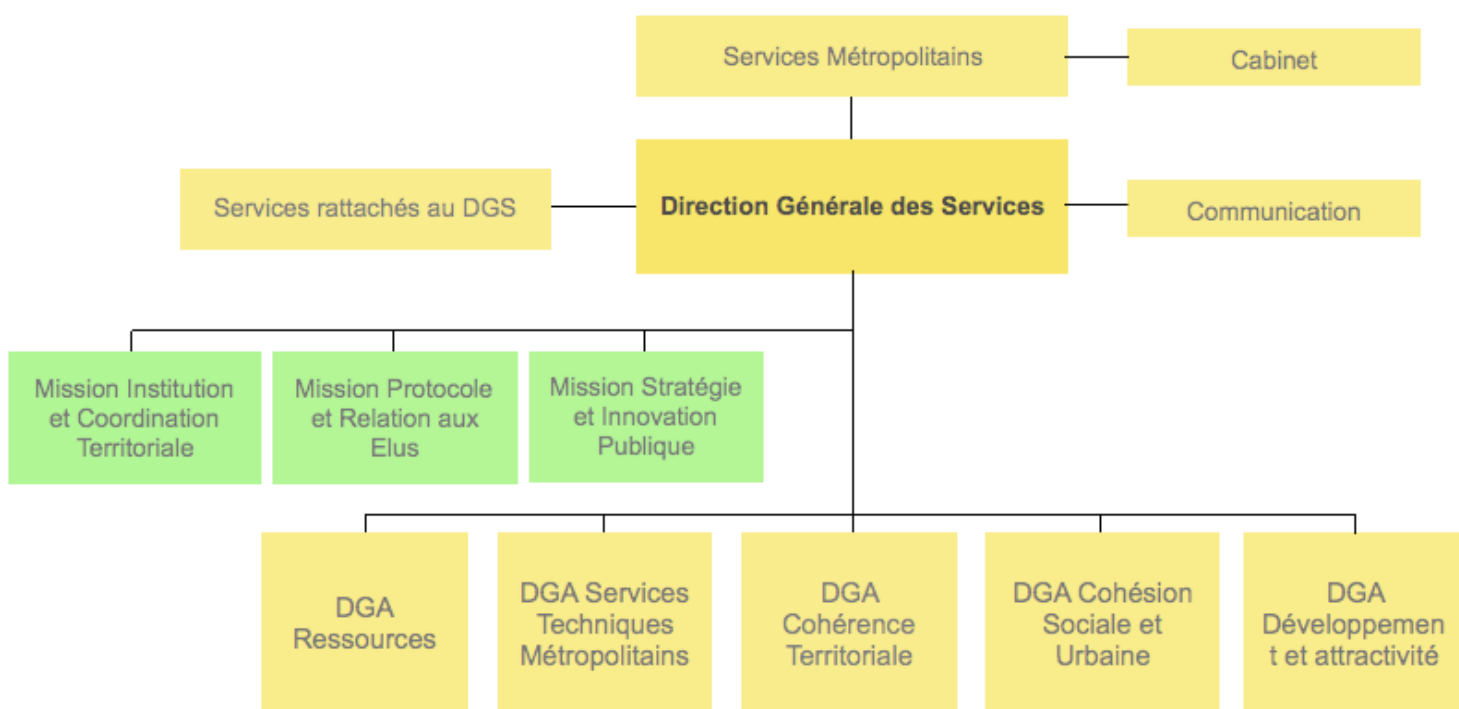 Services Métropolitains
Cabinet
Services rattachés au DGS
Direction Générale des Services
Communication
Mission Institution
et Coordination
Territoriale
Mission Protocole
et Relation aux
Elus
Mission Stratégie
et Innovation
Publique
DGA
Ressources
DGA Services
Techniques
Métropolitains
DGA
Cohérence
Territoriale
DGA Cohésion
Sociale et
Urbaine
DGA
Développemen
t et attractivité